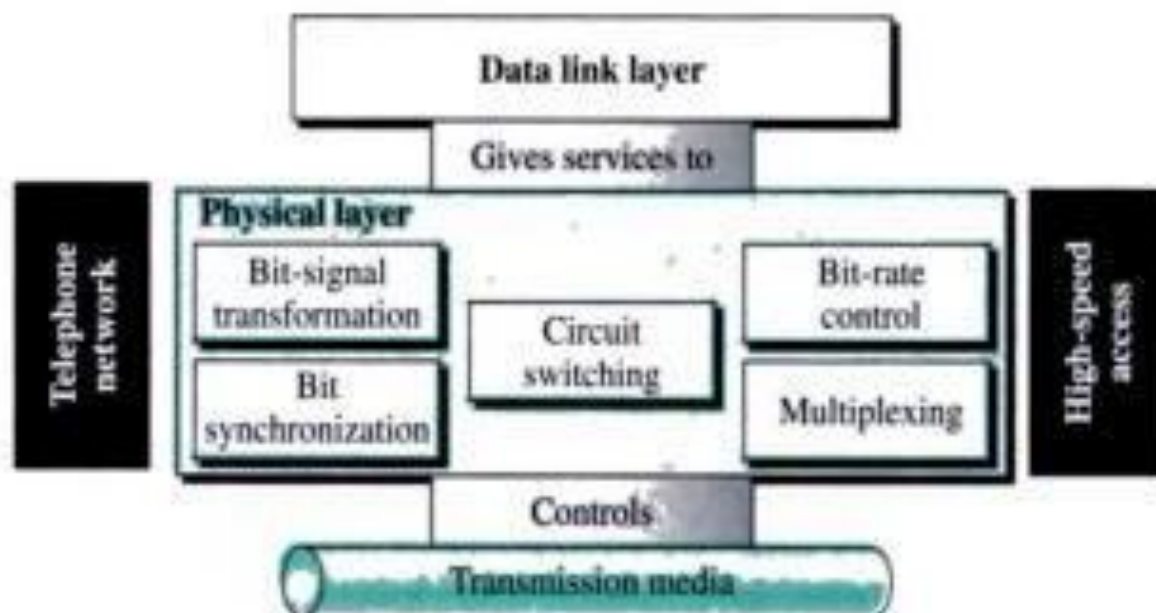 Data link layer
Gives services to
Telephone
network
Physical layer
Bit-signal
transformation
Bit
synchronization
Circuit
switching
Bit-rate
control
Multiplexing
High-speed
access
Controls
Transmission media